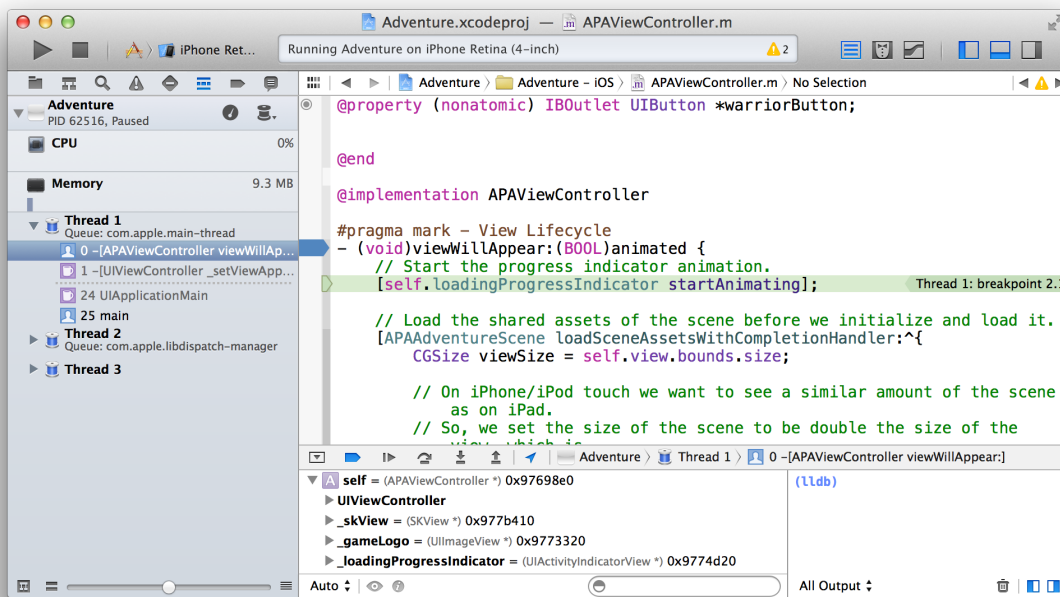 Adventure.xcodeproj — APAViewController.m
iPhone Ret...
Running Adventure on iPhone Retina (4-inch)
2
Adventure
PID 62516, Paused
CPU 0%
Memory 9.3 MB
Thread 1
Queue: com.apple.main-thread
0 -[APAViewController viewWillAp...
1 -[UIViewController _setViewApp...
24 UIApplicationMain
25 main
Thread 2
Queue: com.apple.libdispatch-manager
Thread 3
Adventure Adventure - iOS APAViewController.m No Selection
@property (nonatomic) IBOutlet UIButton *warriorButton;
@end
@implementation APAViewController
#pragma mark - View Lifecycle
- (void)viewWillAppear:(BOOL)animated {
// Start the progress indicator animation.
[self.loadingProgressIndicator startAnimating]; Thread 1: breakpoint 2.
// Load the shared assets of the scene before we initialize and load it.
[APAAdventureScene loadSceneAssetsWithCompletionHandler:^{
CGSize viewSize = self.view.bounds.size;
// On iPhone/iPod touch we want to see a similar amount of the scene
as on iPad.
// So, we set the size of the scene to be double the size of the
view, which is
Adventure Thread 1 0 -[APAViewController viewWillAppear:]
self = (APAViewController *) 0x97698e0
UIViewController
_skView = (SKView *) 0x977b410
_gameLogo = (UIImageView *) 0x9773320
_loadingProgressIndicator = (UIActivityIndicatorView *) 0x9774d20
Auto
(lldb)
All Output